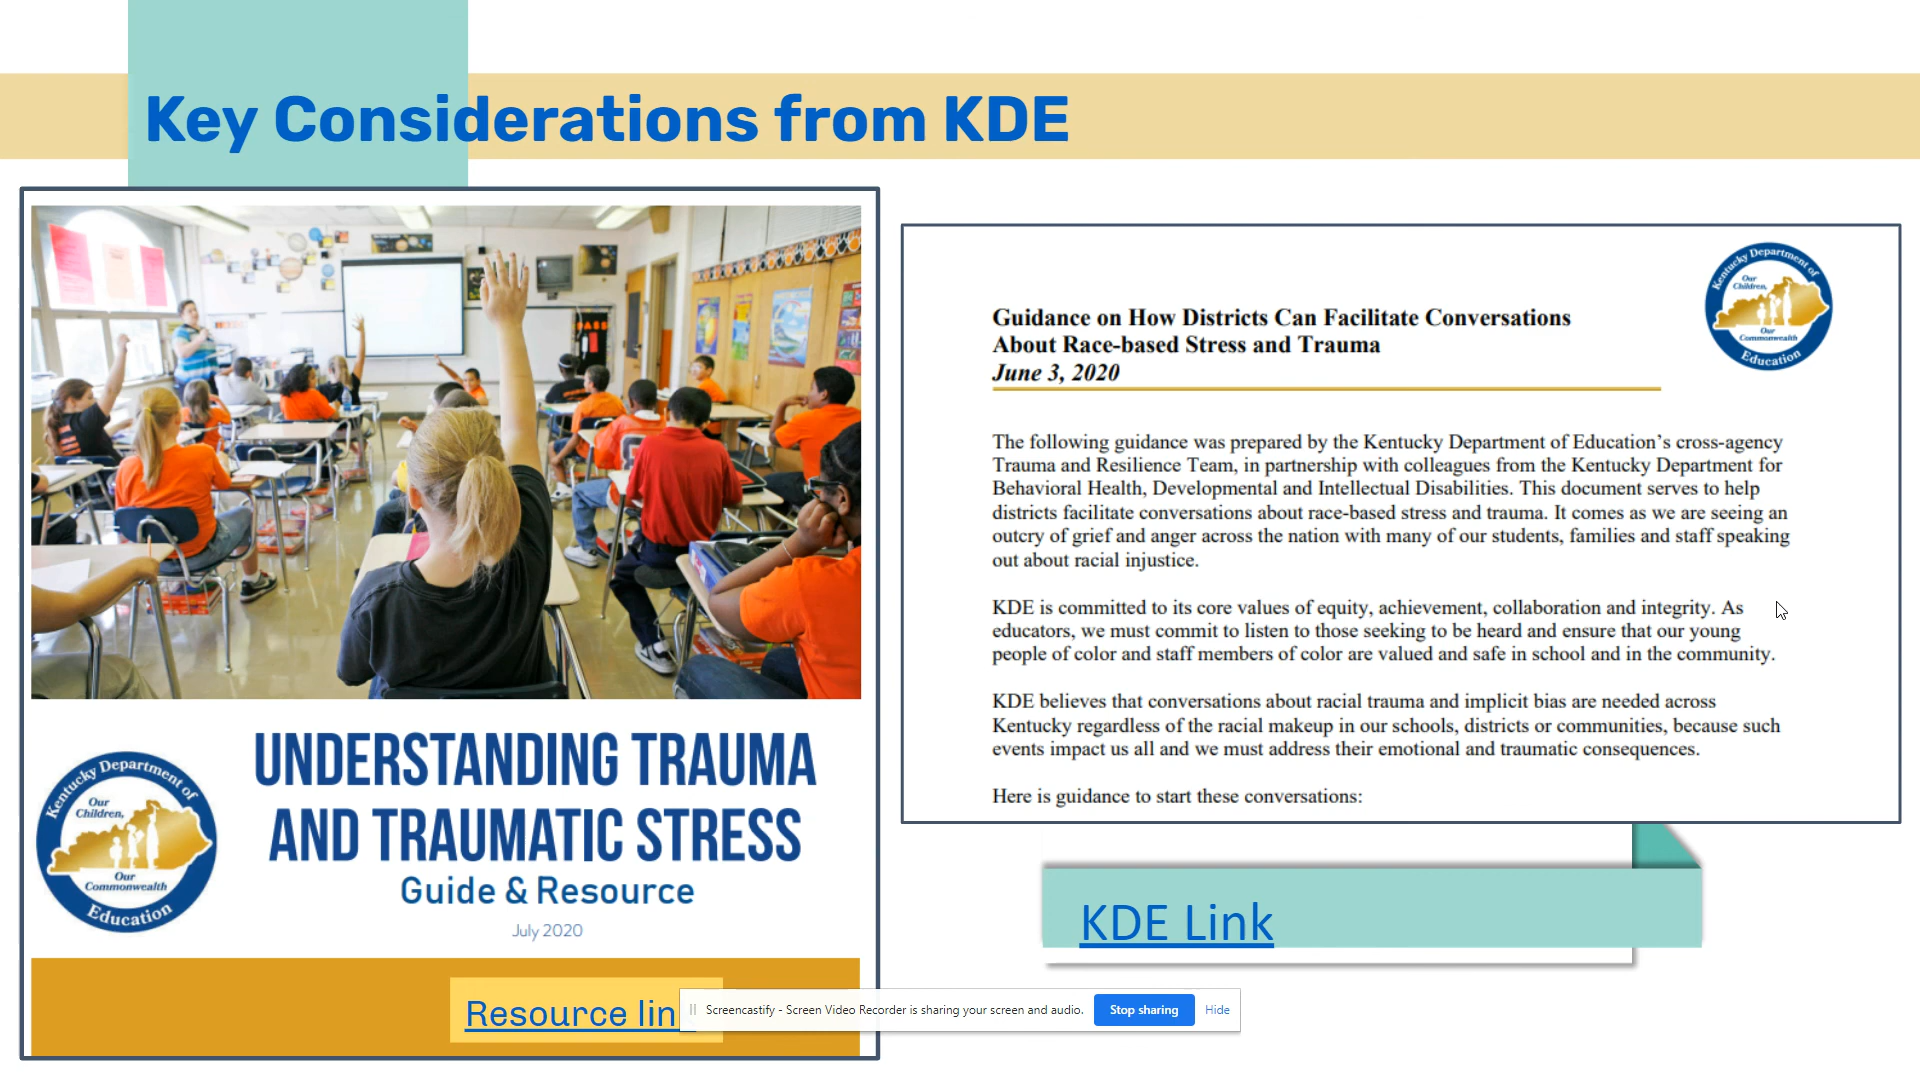 Key Considerations from KDE
UNDERSTANDING TRAUMA
AND TRAUMATIC STRESS
Guide & Resource
July 2020
Kentucky Department of
Our
Children,
Our
Commonwealth
Education
Resource lin
Kentucky Department of
Our
Children,
Our
Commonwealth
Education
Guidance on How Districts Can Facilitate Conversations
About Race-based Stress and Trauma
June 3, 2020
The following guidance was prepared by the Kentucky Department of Education’s cross-agency
Trauma and Resilience Team, in partnership with colleagues from the Kentucky Department for
Behavioral Health, Developmental and Intellectual Disabilities. This document serves to help
districts facilitate conversations about race-based stress and trauma. It comes as we are seeing an
outcry of grief and anger across the nation with many of our students, families and staff speaking
out about racial injustice.
KDE is committed to its core values of equity, achievement, collaboration and integrity. As
educators, we must commit to listen to those seeking to be heard and ensure that our young
people of color and staff members of color are valued and safe in school and in the community.
KDE believes that conversations about racial trauma and implicit bias are needed across
Kentucky regardless of the racial makeup in our schools, districts or communities, because such
events impact us all and we must address their emotional and traumatic consequences.
Here is guidance to start these conversations:
KDE Link
Screencastify - Screen Video Recorder is sharing your screen and audio.
Stop sharing
Hide